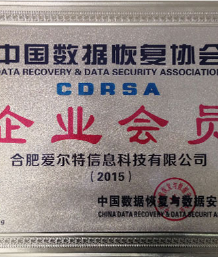 中国数据恢复协会
DATA RECOVERY & DATA SECURITY ASSOCIATION
CDRSA
企业会员
合肥爱尔特信息科技有限公司
（2015）
中国数据恢复与数据安
CHINA DATA RECOVERY & DATA SECURITY A